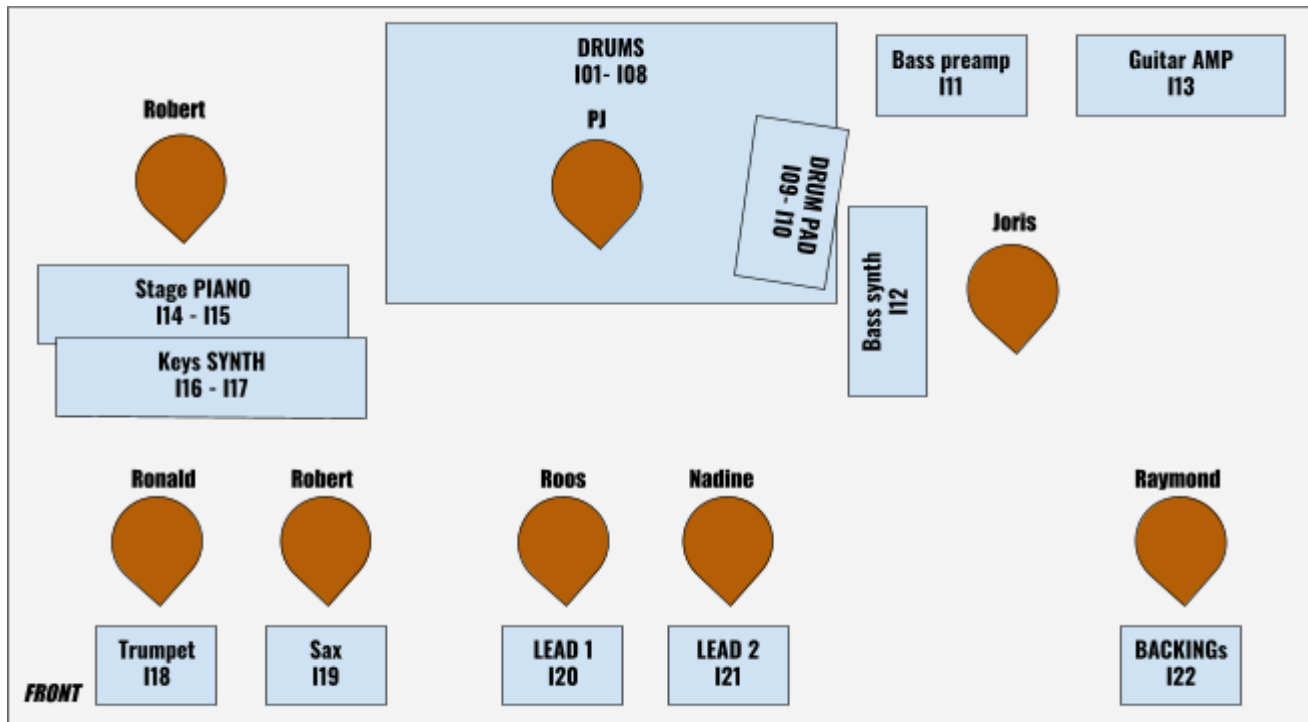 DRUMS
I01- I08
Bass preamp
I11
Guitar AMP
I13
Robert
PJ
DRUM PAD
I09- I10
Joris
Bass synth
I12
Stage PIANO
I14 - I15
Keys SYNTH
I16 - I17
Ronald
Robert
Roos
Nadine
Raymond
Trumpet
I18
Sax
I19
LEAD 1
I20
LEAD 2
I21
BACKINGs
I22
FRONT